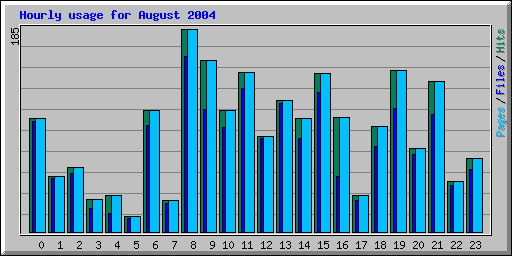 Hourly usage for August 2004
185
Pages/Files/Hits
0 1 2 3 4 5 6 7 8 9 10 11 12 13 14 15 16 17 18 19 20 21 22 23